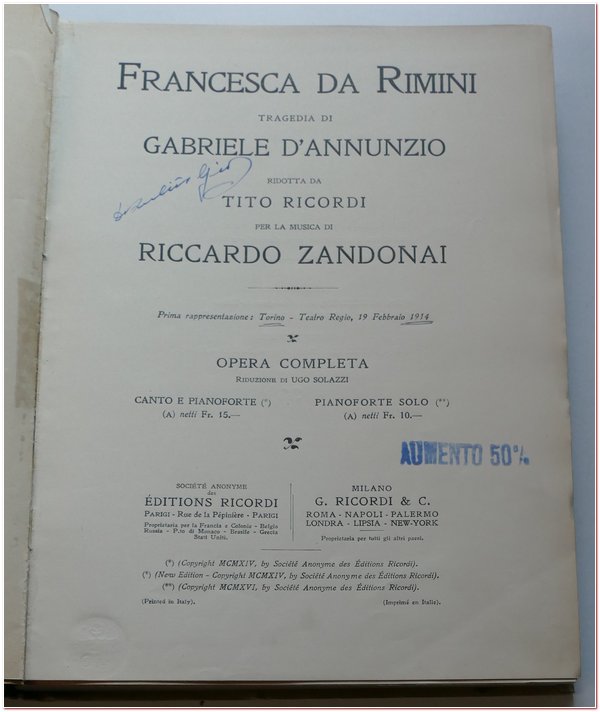 FRANCESCA DA RIMINI
TRAGEDIA DI
GABRIELE D'ANNUNZIO
RIDOTTA DA
TITO RICORDI
PER LA MUSICA DI
RICCARDO ZANDONAI
Prima rappresentazione: Torino - Teatro Regio, 19 Febbraio 1914
OPERA COMPLETA
RIDUZIONE DI UGO SOLAZZI
CANTO E PIANOFORTE (*)
(A) netti Fr. 15.—
PIANOFORTE SOLO (**)
(A) netti Fr. 10.—
AUMENTO 50%
SOCIÉTÉ ANONYME
des
ÉDITIONS RICORDI
PARIGI - Rue de la Pépinière - PARIGI
Proprietaria per la Francia e Colonie - Belgio
Russia - P.to di Monaco - Brasile - Grecia
Stati Uniti.
MILANO
G. RICORDI & C.
ROMA - NAPOLI - PALERMO
LONDRA - LIPSIA - NEW-YORK
Proprietaria per tutti gli altri paesi.
(*) (Copyright MCMXIV, by Société Anonyme des Éditions Ricordi).
(*) (New Edition - Copyright MCMXIV, by Société Anonyme des Éditions Ricordi).
(**) (Copyright MCMXVI, by Société Anonyme des Éditions Ricordi).
(Printed in Italy).
(Imprimé en Italie).